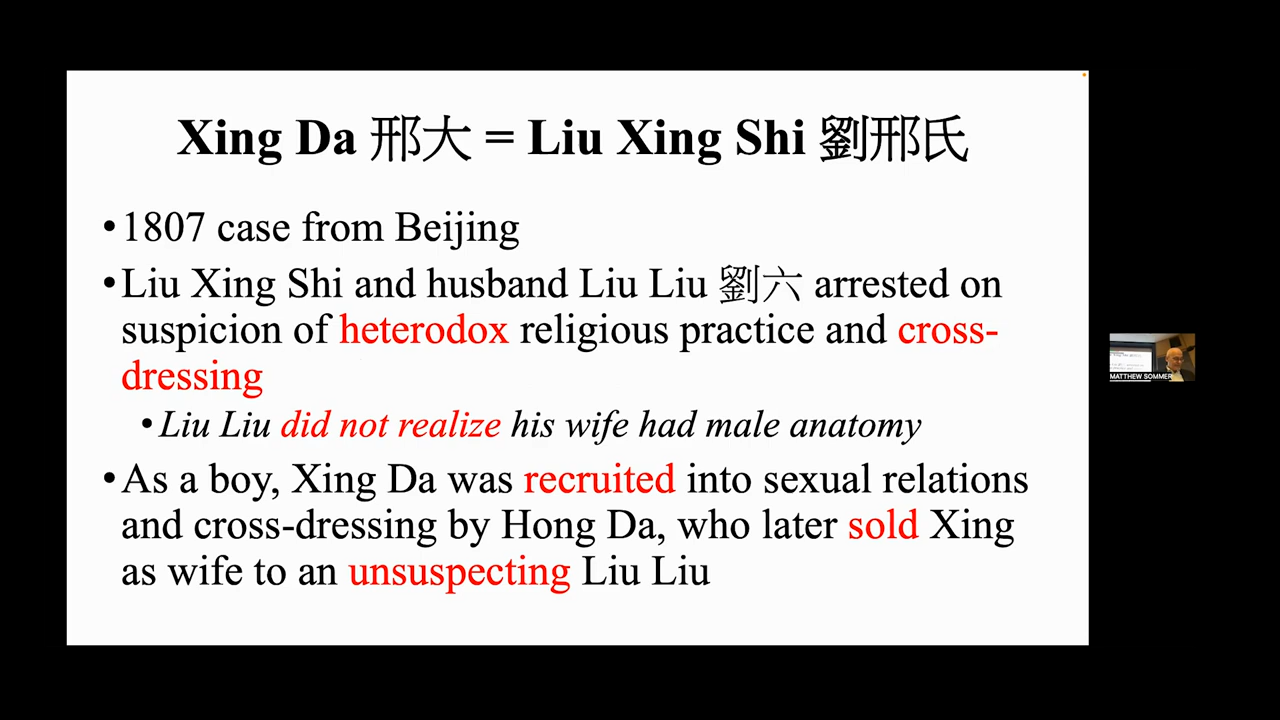 Xing Da 邢大 = Liu Xing Shi 劉邢氏
•1807 case from Beijing
•Liu Xing Shi and husband Liu Liu 劉六 arrested on
suspicion of heterodox religious practice and cross-
dressing
•Liu Liu did not realize his wife had male anatomy
•As a boy, Xing Da was recruited into sexual relations
and cross-dressing by Hong Da, who later sold Xing
as wife to an unsuspecting Liu Liu
MATTHEW SOMMER